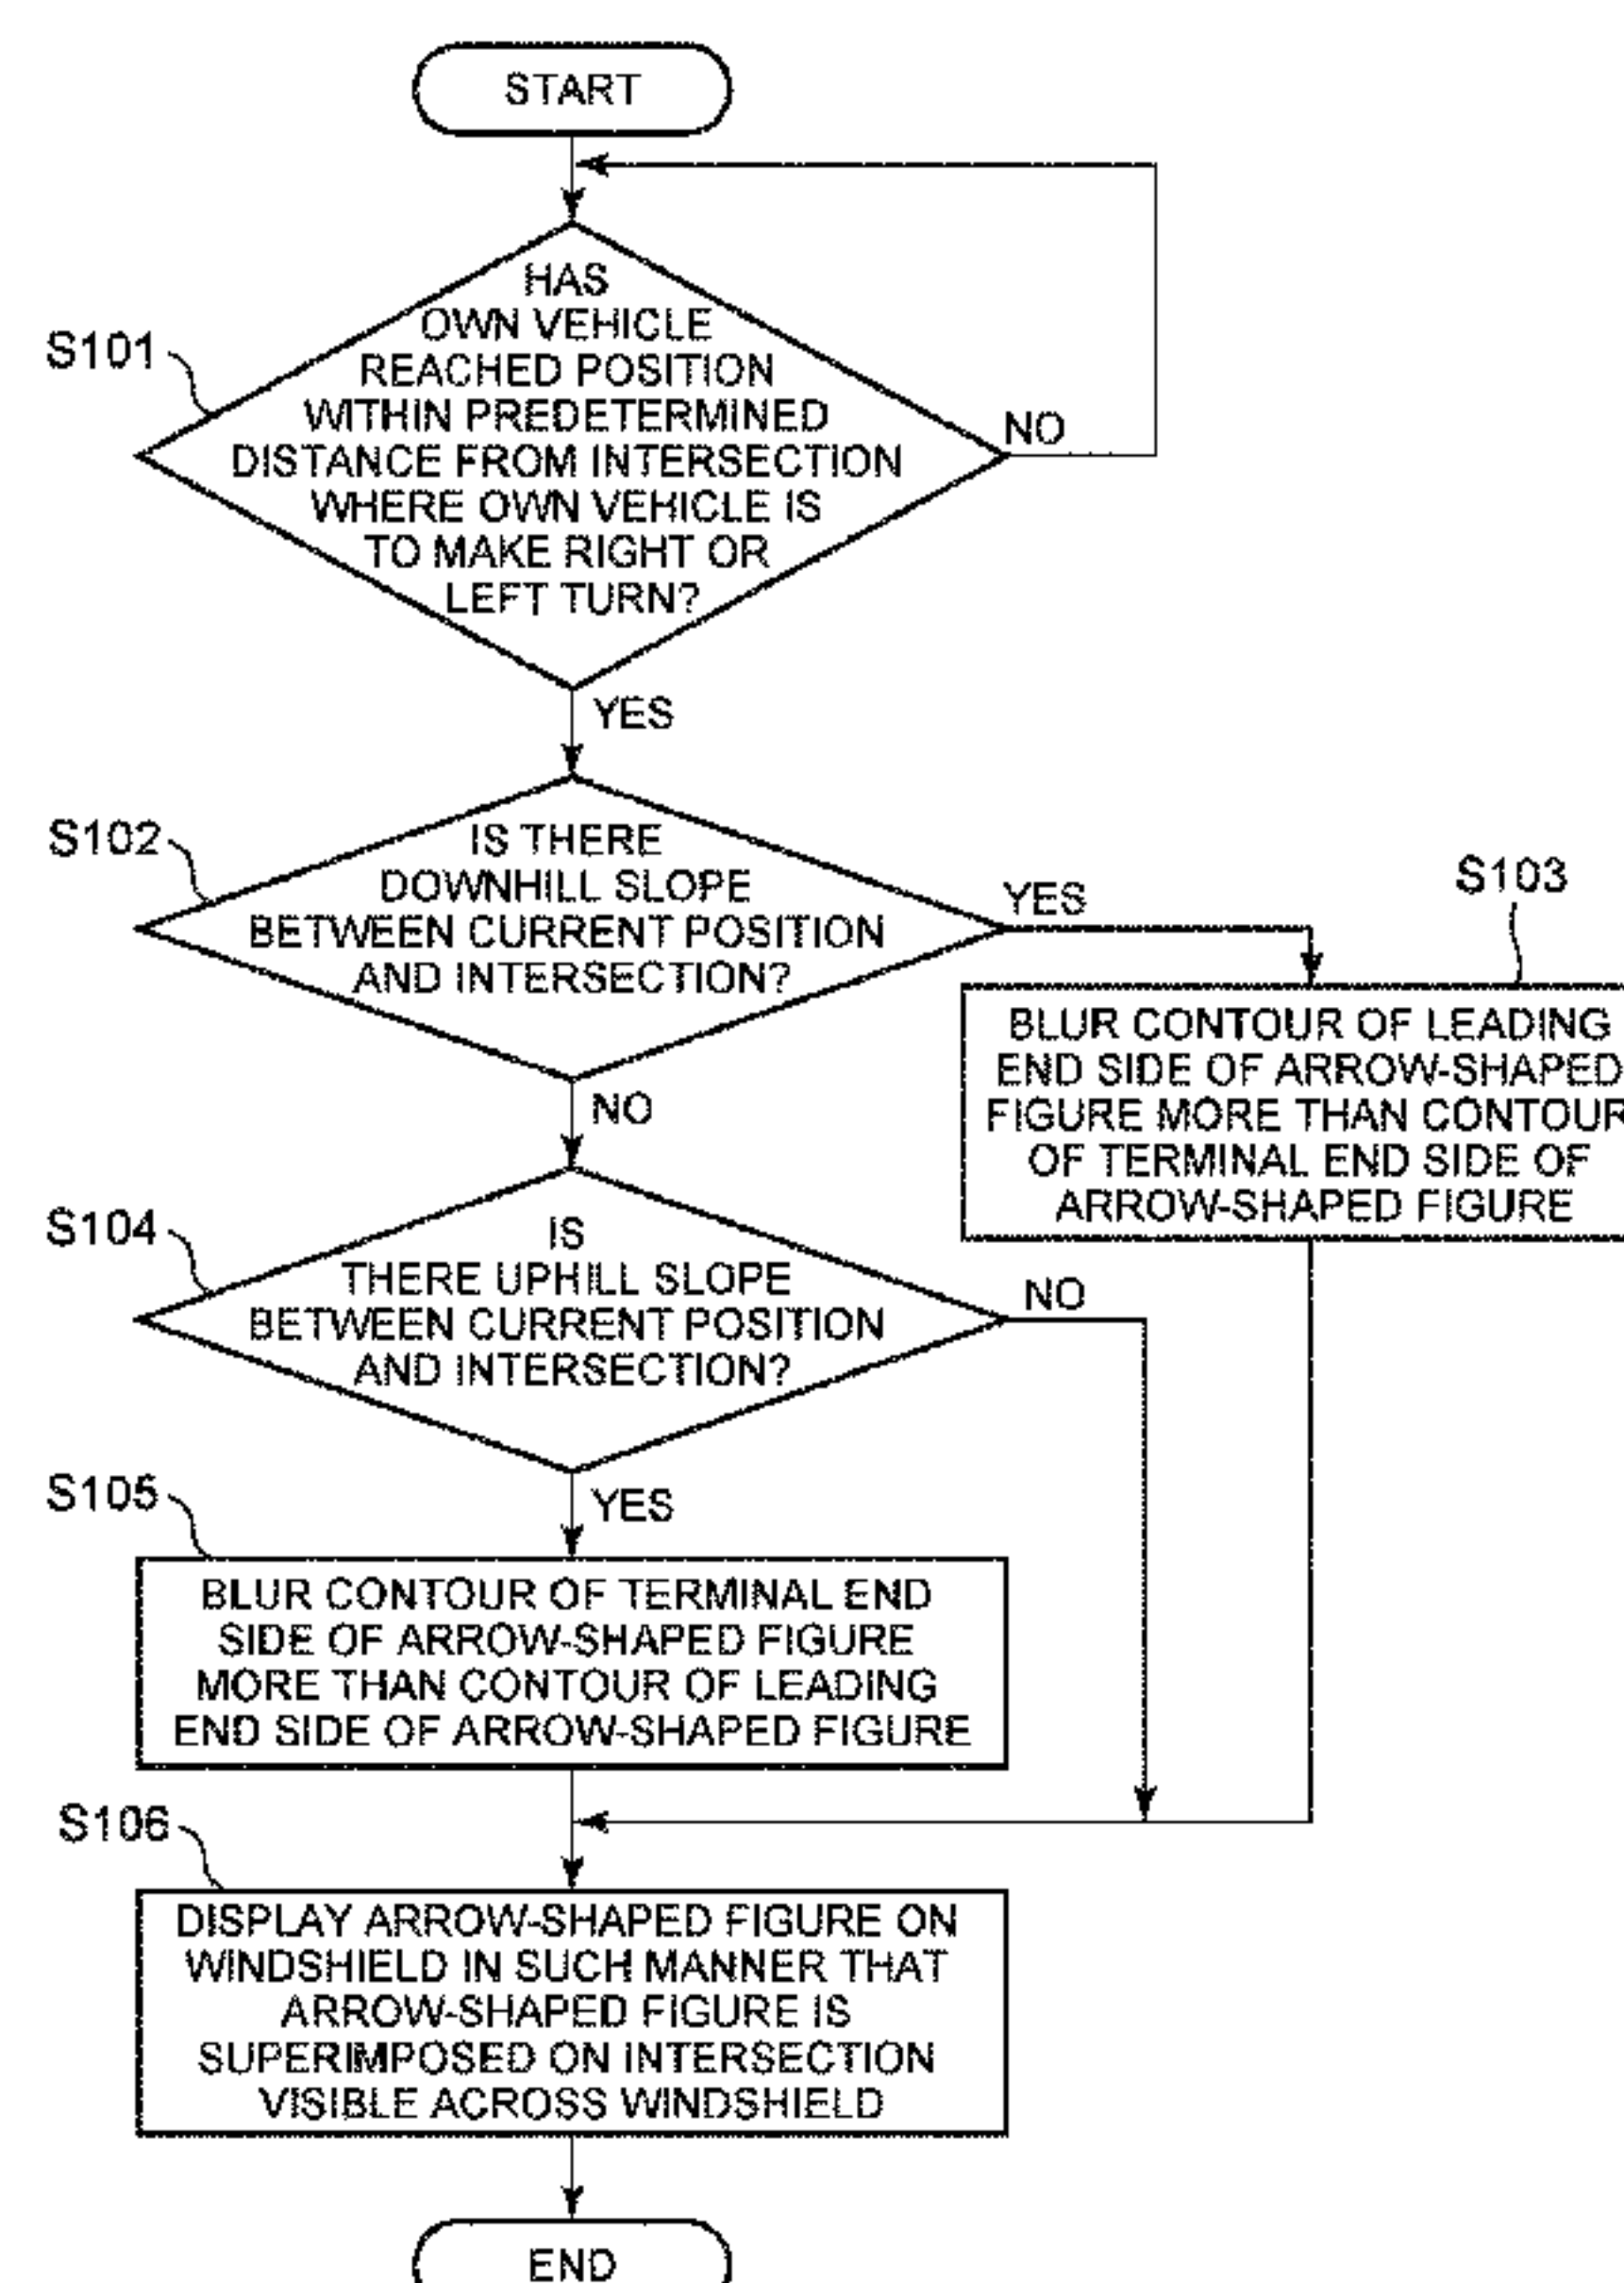 START
S101
HAS
OWN VEHICLE
REACHED POSITION
WITHIN PREDETERMINED
DISTANCE FROM INTERSECTION
WHERE OWN VEHICLE IS
TO MAKE RIGHT OR
LEFT TURN?
NO
YES
S102
IS THERE
DOWNHILL SLOPE
BETWEEN CURRENT POSITION
AND INTERSECTION?
YES
S103
BLUR CONTOUR OF LEADING
END SIDE OF ARROW-SHAPED
FIGURE MORE THAN CONTOUR
OF TERMINAL END SIDE OF
ARROW-SHAPED FIGURE
NO
S104
IS
THERE UPHILL SLOPE
BETWEEN CURRENT POSITION
AND INTERSECTION?
NO
YES
S105
BLUR CONTOUR OF TERMINAL END
SIDE OF ARROW-SHAPED FIGURE
MORE THAN CONTOUR OF LEADING
END SIDE OF ARROW-SHAPED FIGURE
S106
DISPLAY ARROW-SHAPED FIGURE ON
WINDSHIELD IN SUCH MANNER THAT
ARROW-SHAPED FIGURE IS
SUPERIMPOSED ON INTERSECTION
VISIBLE ACROSS WINDSHIELD
END